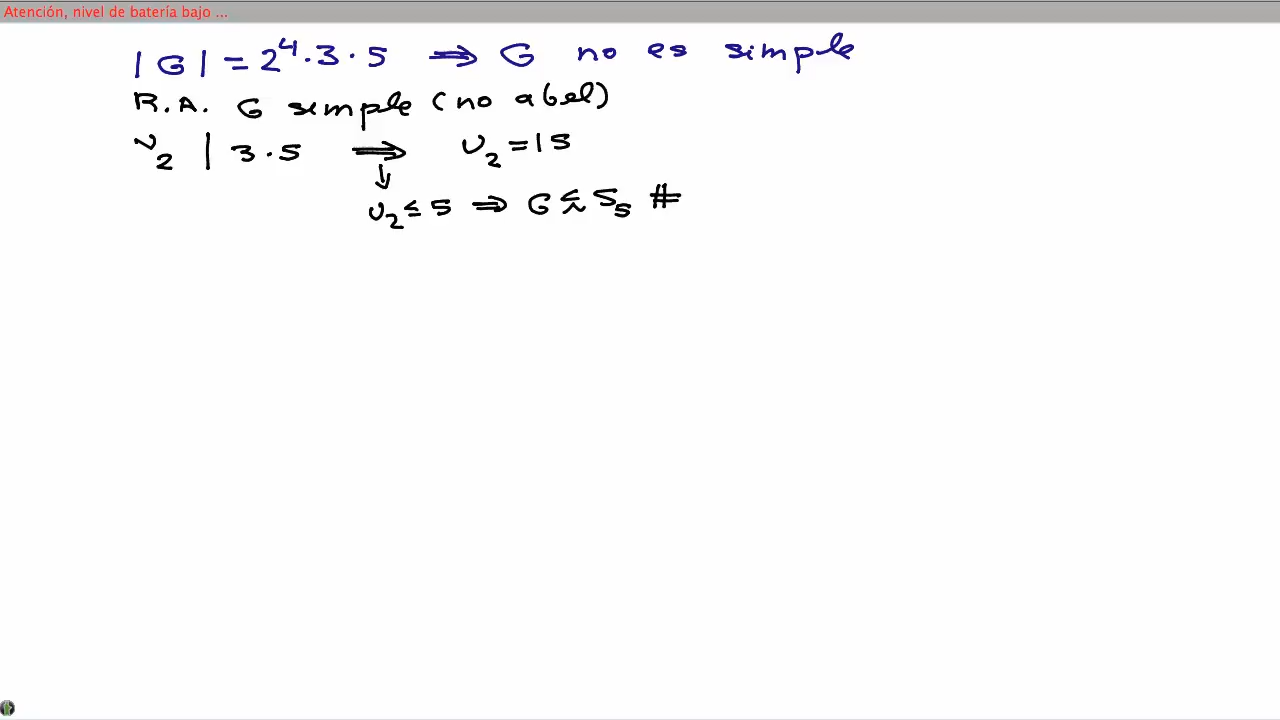 Atención, nivel de batería bajo ...
|G| = 2⁴·3·5 ⟹ G no es simple
R.A. G simple (no abel)
ν₂ | 3·5 ⟹ ν₂ = 15
↓
ν₂ ≤ 5 ⟹ G ≲ S₅ #